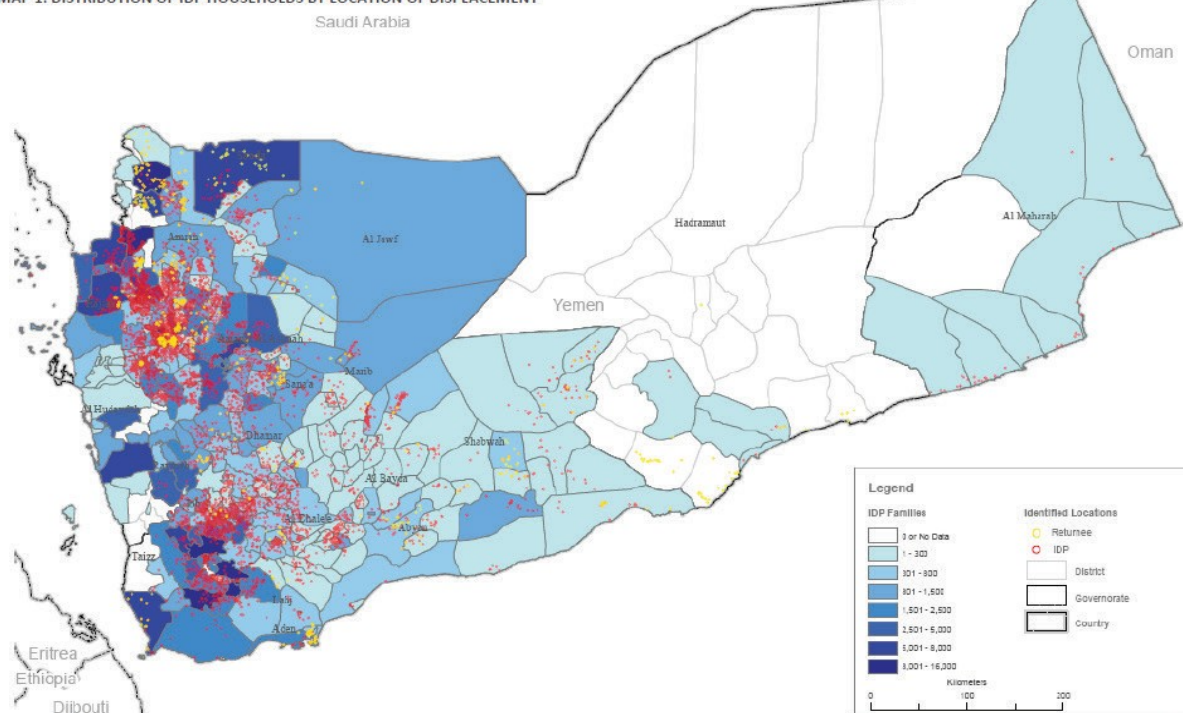 MAP 1: DISTRIBUTION OF IDP HOUSEHOLDS BY LOCATION OF DISPLACEMENT
Saudi Arabia
Oman
Hadramaut
Al Maharah
Amran
Al Jawf
Yemen
Sana'a
Marib
Dhamar
Shabwah
Al Bayda
Al Dhale'e
Abyan
Taizz
Lahj
Aden
Eritrea
Ethiopia
Djibouti
Legend
IDP Families
0 or No Data
1 - 300
301 - 800
801 - 1,500
1,501 - 2,500
2,501 - 5,000
5,001 - 8,000
8,001 - 16,000
Identified Locations
Returnee
IDP
District
Governorate
Country
Kilometers
0 100 200